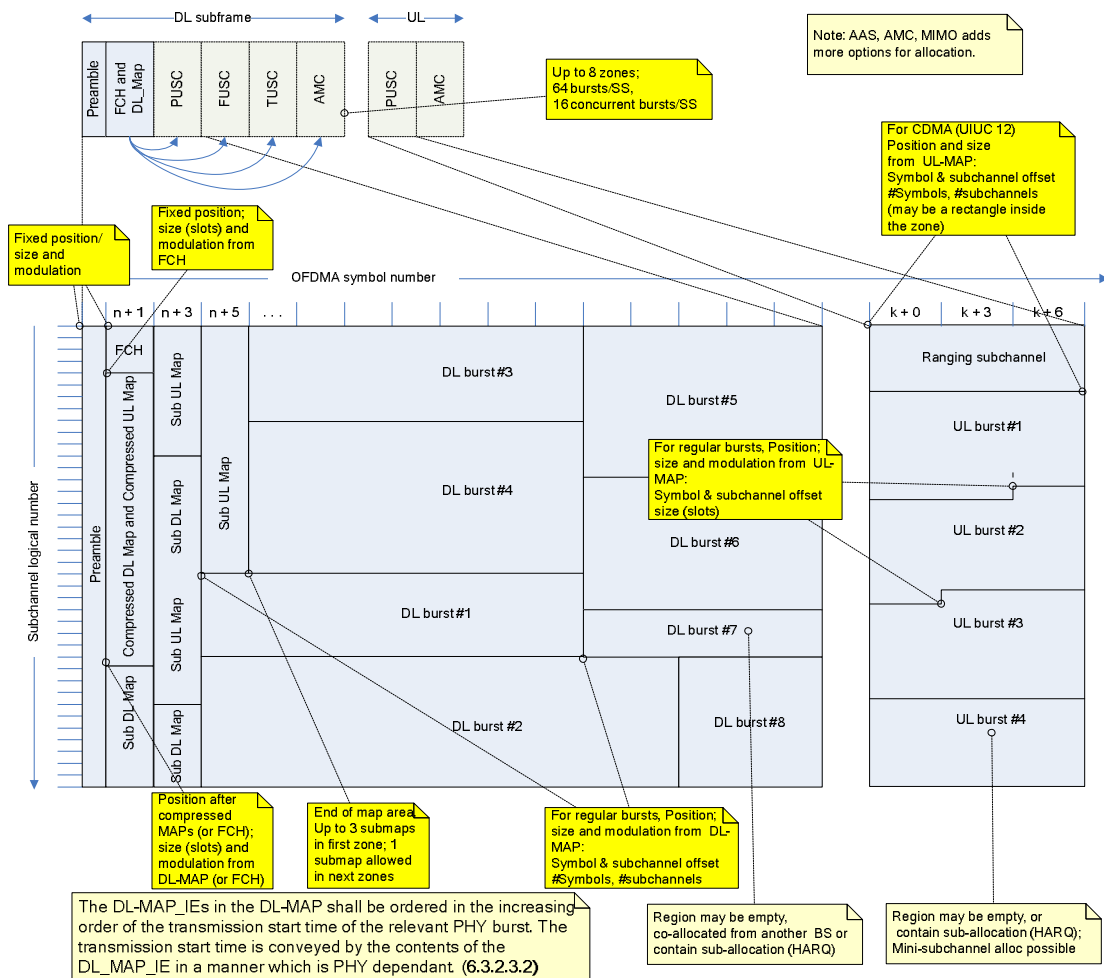 DL subframe
UL
Preamble
FCH and
DL_Map
PUSC
FUSC
TUSC
AMC
PUSC
AMC
Note: AAS, AMC, MIMO adds
more options for allocation.
Up to 8 zones;
64 bursts/SS,
16 concurrent bursts/SS
For CDMA (UIUC 12)
Position and size
from UL-MAP:
Symbol & subchannel offset
#Symbols, #subchannels
(may be a rectangle inside
the zone)
Fixed position;
size (slots) and
modulation from
FCH
Fixed position/
size and
modulation
OFDMA symbol number
n + 1
n + 3
n + 5
. . .
k + 0
k + 3
k + 6
Subchannel logical number
Preamble
FCH
Compressed DL Map and Compressed UL Map
Sub DL Map
Sub UL Map
Sub DL Map
Sub UL Map
Sub DL Map
Sub UL Map
DL burst #3
DL burst #4
DL burst #1
DL burst #2
DL burst #5
DL burst #6
DL burst #7
DL burst #8
Ranging subchannel
UL burst #1
UL burst #2
UL burst #3
UL burst #4
For regular bursts, Position;
size and modulation from UL-
MAP:
Symbol & subchannel offset
size (slots)
Position after
compressed
MAPs (or FCH);
size (slots) and
modulation from
DL-MAP (or FCH)
End of map area
Up to 3 submaps
in first zone; 1
submap allowed
in next zones
For regular bursts, Position;
size and modulation from DL-
MAP:
Symbol & subchannel offset
#Symbols, #subchannels
The DL-MAP_IEs in the DL-MAP shall be ordered in the increasing
order of the transmission start time of the relevant PHY burst. The
transmission start time is conveyed by the contents of the
DL_MAP_IE in a manner which is PHY dependant. (6.3.2.3.2)
Region may be empty,
co-allocated from another BS or
contain sub-allocation (HARQ)
Region may be empty, or
contain sub-allocation (HARQ);
Mini-subchannel alloc possible